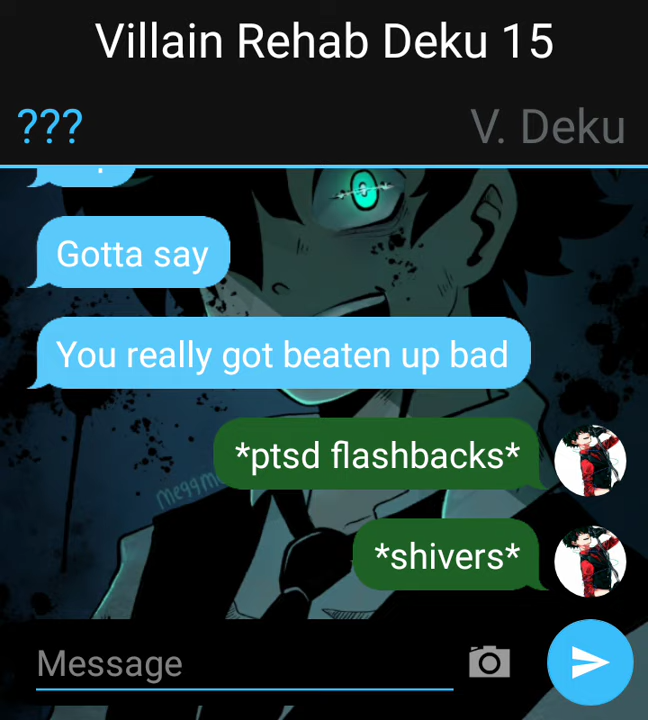 Villain Rehab Deku 15
???
V. Deku
Gotta say
You really got beaten up bad
*ptsd flashbacks*
*shivers*
Message